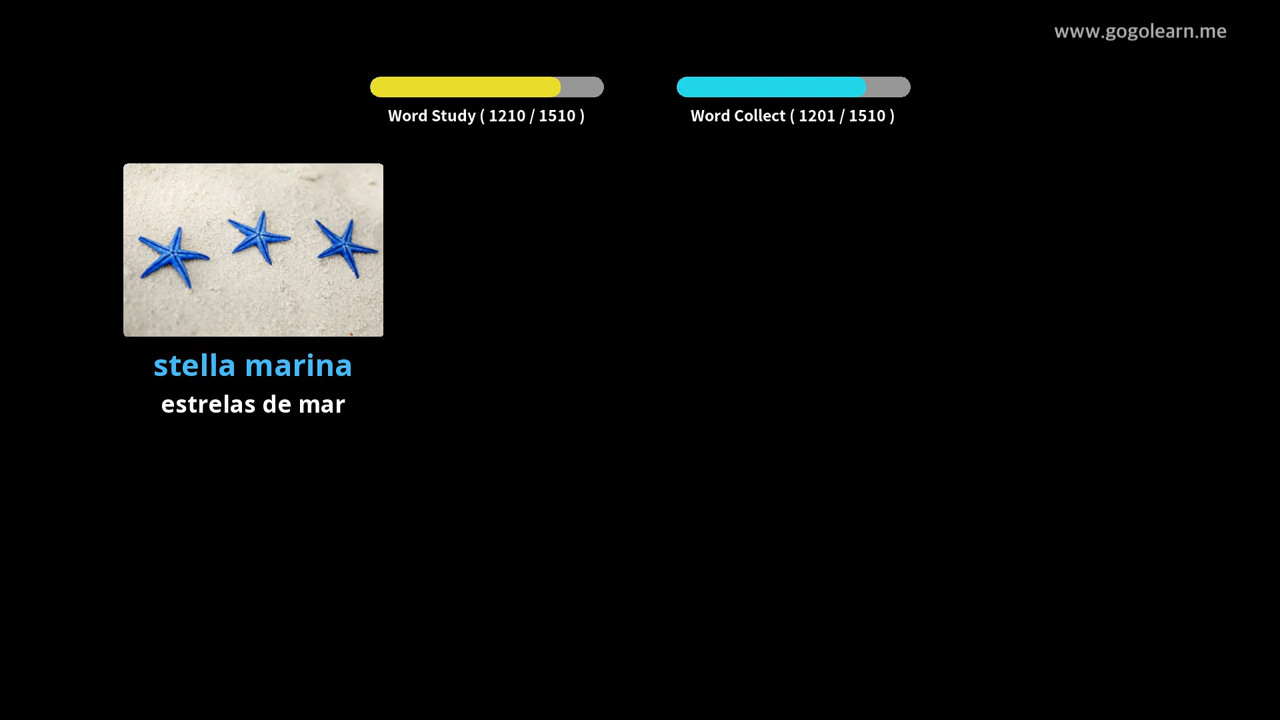 www.gogolearn.me
Word Study ( 1210 / 1510 )
Word Collect ( 1201 / 1510 )
stella marina
estrelas de mar